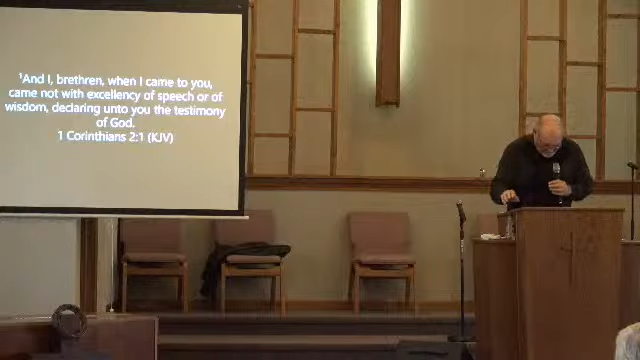 ¹And I, brethren, when I came to you,
came not with excellency of speech or of
wisdom, declaring unto you the testimony
of God.
1 Corinthians 2:1 (KJV)